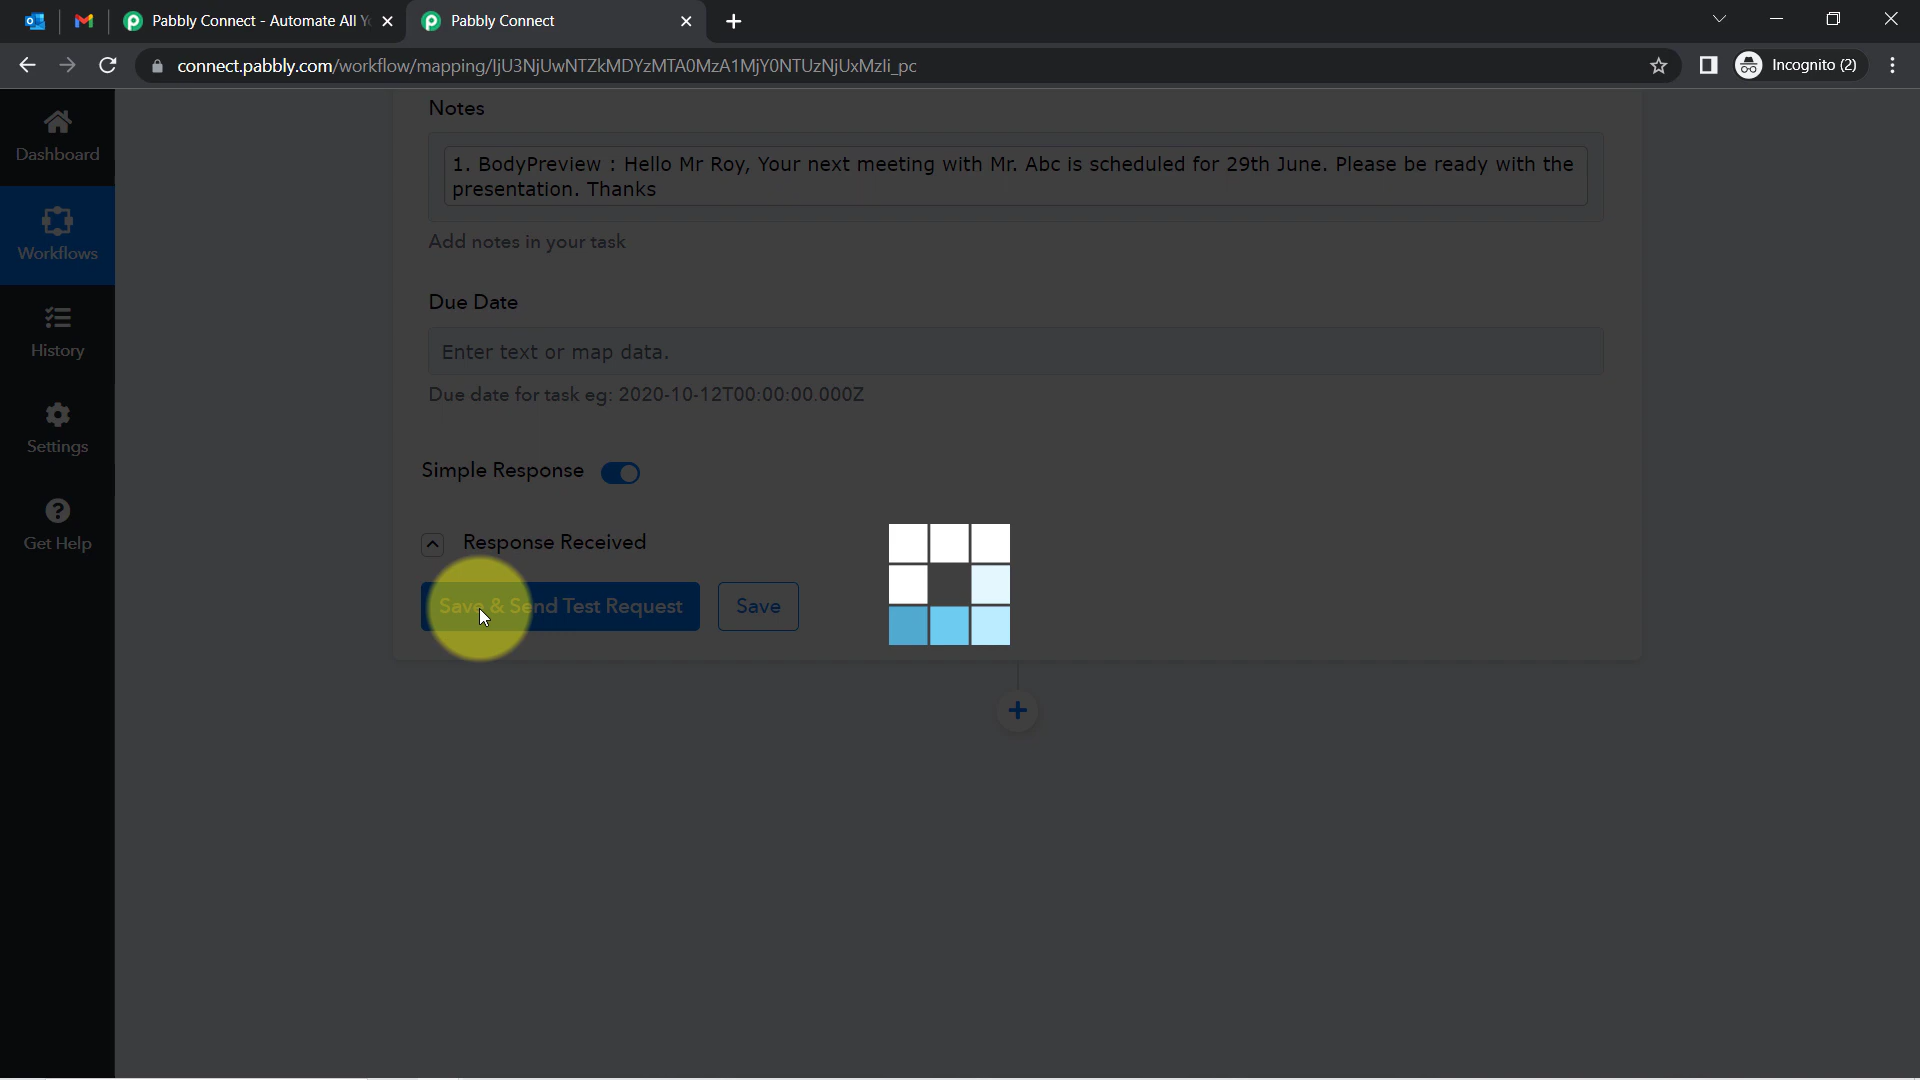 Pabbly Connect - Automate All Y
Pabbly Connect
connect.pabbly.com/workflow/mapping/IjU3NjUwNTZkMDYzMTA0MzA1MjY0NTUzNjUxMzIi_pc
Incognito (2)
Dashboard
Workflows
History
Settings
Get Help
Notes
1. BodyPreview : Hello Mr Roy, Your next meeting with Mr. Abc is scheduled for 29th June. Please be ready with the
presentation. Thanks
Add notes in your task
Due Date
Enter text or map data.
Due date for task eg: 2020-10-12T00:00:00.000Z
Simple Response
Response Received
Save & Send Test Request
Save